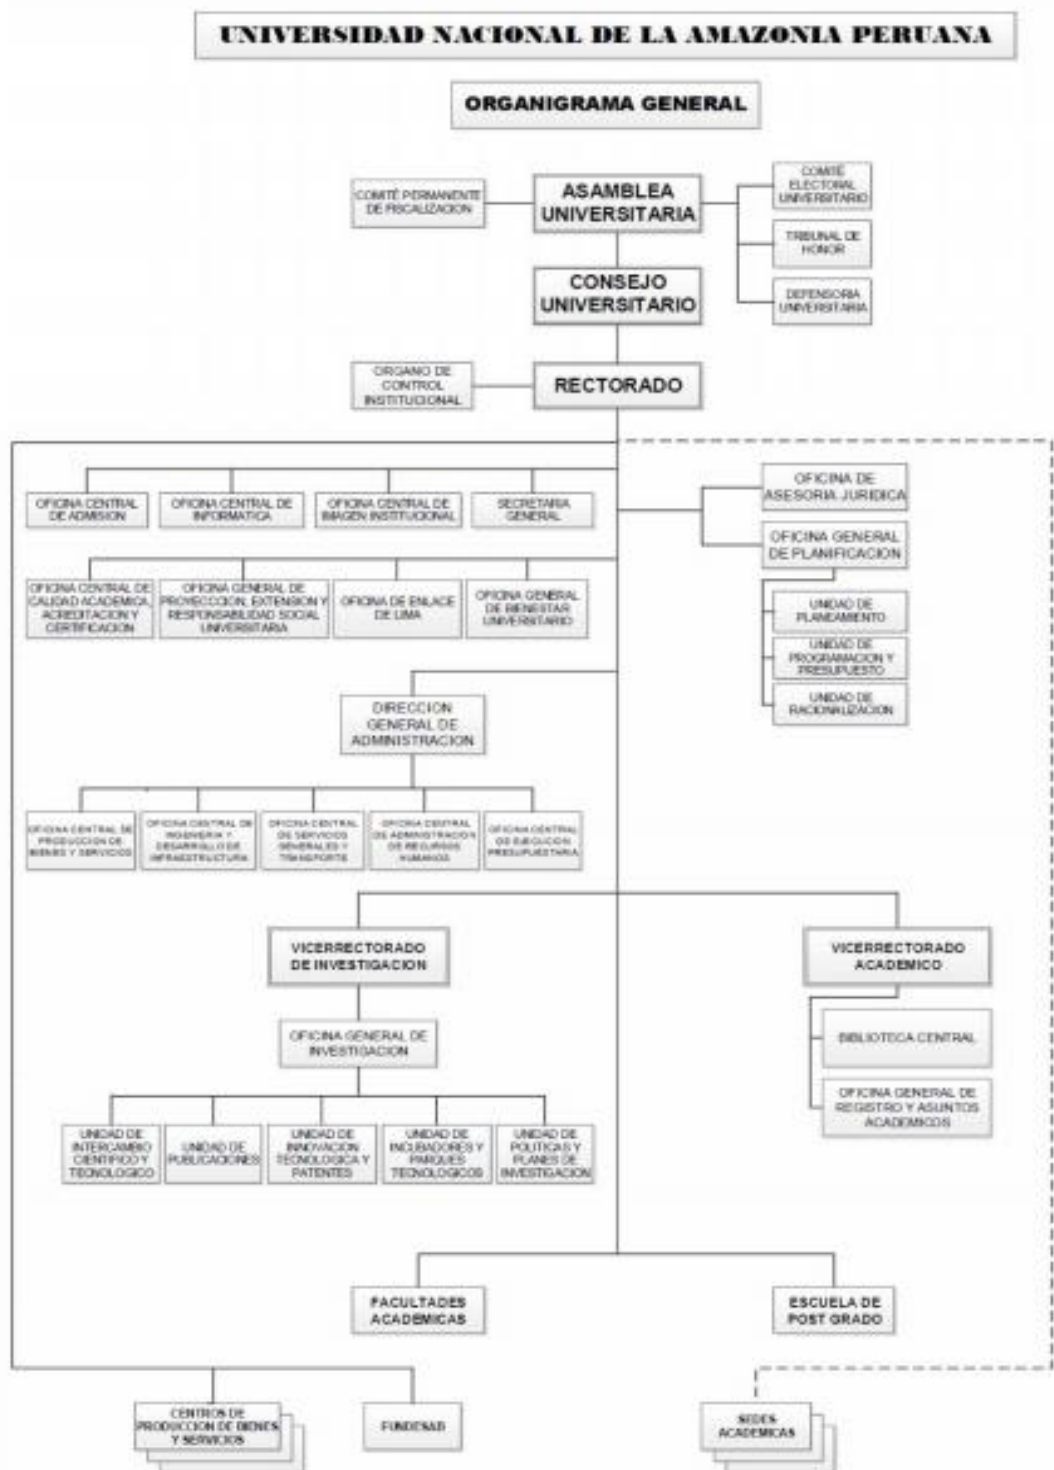 UNIVERSIDAD NACIONAL DE LA AMAZONIA PERUANA
ORGANIGRAMA GENERAL
COMITÉ PERMANENTE
DE FISCALIZACION
ASAMBLEA
UNIVERSITARIA
COMITÉ
ELECTORAL
UNIVERSITARIO
TRIBUNAL DE
HONOR
DEFENSORIA
UNIVERSITARIA
CONSEJO
UNIVERSITARIO
ORGANO DE
CONTROL
INSTITUCIONAL
RECTORADO
OFICINA CENTRAL
DE ADMISION
OFICINA CENTRAL DE
INFORMATICA
OFICINA CENTRAL DE
IMAGEN INSTITUCIONAL
SECRETARIA
GENERAL
OFICINA DE
ASESORIA JURIDICA
OFICINA GENERAL
DE PLANIFICACION
OFICINA CENTRAL DE
CALIDAD ACADEMICA,
ACREDITACION Y
CERTIFICACION
OFICINA GENERAL DE
PROYECCCION, EXTENSION Y
RESPONSABILIDAD SOCIAL
UNIVERSITARIA
OFICINA DE ENLACE
DE LIMA
OFICINA GENERAL
DE BIENESTAR
UNIVERSITARIO
UNIDAD DE
PLANEAMIENTO
UNIDAD DE
PROGRAMACION Y
PRESUPUESTO
UNIDAD DE
RACIONALIZACION
DIRECCION
GENERAL DE
ADMINISTRACION
OFICINA CENTRAL DE
PRODUCCION DE
BIENES Y SERVICIOS
OFICINA CENTRAL DE
INGENIERIA Y
DESARROLLO DE
INFRAESTRUCTURA
OFICINA CENTRAL
DE SERVICIOS
GENERALES Y
TRANSPORTE
OFICINA CENTRAL
DE ADMINISTRACION
DE RECURSOS
HUMANOS
OFICINA CENTRAL
DE EJECUCION
PRESUPUESTARIA
VICERRECTORADO
DE INVESTIGACION
VICERRECTORADO
ACADEMICO
OFICINA GENERAL DE
INVESTIGACION
BIBLIOTECA CENTRAL
OFICINA GENERAL DE
REGISTRO Y ASUNTOS
ACADEMICOS
UNIDAD DE
INTERCAMBIO
CIENTIFICO Y
TECNOLOGICO
UNIDAD DE
PUBLICACIONES
UNIDAD DE
INNOVACION
TECNOLOGICA Y
PATENTES
UNIDAD DE
INCUBADORES Y
PARQUES
TECNOLOGICOS
UNIDAD DE
POLITICAS Y
PLANES DE
INVESTIGACION
FACULTADES
ACADEMICAS
ESCUELA DE
POST GRADO
CENTROS DE
PRODUCCION DE BIENES
Y SERVICIOS
FUNDESAB
SEDES
ACADEMICAS